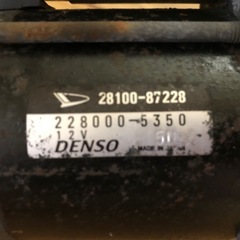 28100-87228
228000-5350
12V
DENSO MADE IN JAPAN